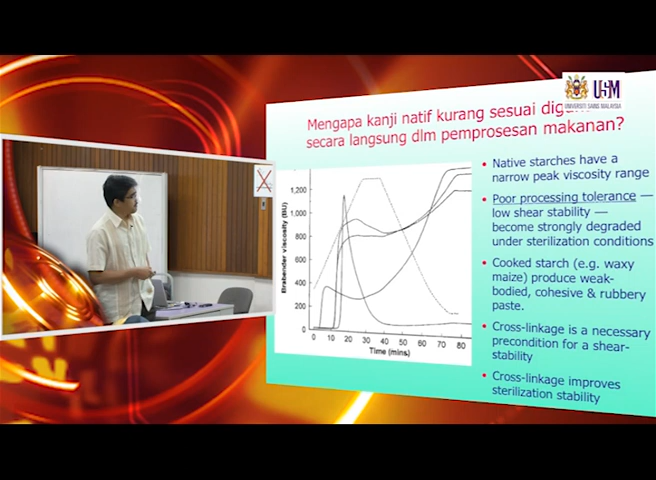 USM
UNIVERSITI SAINS MALAYSIA
Mengapa kanji natif kurang sesuai
secara langsung dlm pemprosesan makanan?
Brabender viscosity (BU)
1,200
1,000
800
600
400
200
0
0 10 20 30 40 50 60 70 80
Time (mins)
• Native starches have a
narrow peak viscosity range
• Poor processing tolerance —
low shear stability —
become strongly degraded
under sterilization conditions
• Cooked starch (e.g. waxy
maize) produce weak-
bodied, cohesive & rubbery
paste.
• Cross-linkage is a necessary
precondition for a shear-
stability
• Cross-linkage improves
sterilization stability